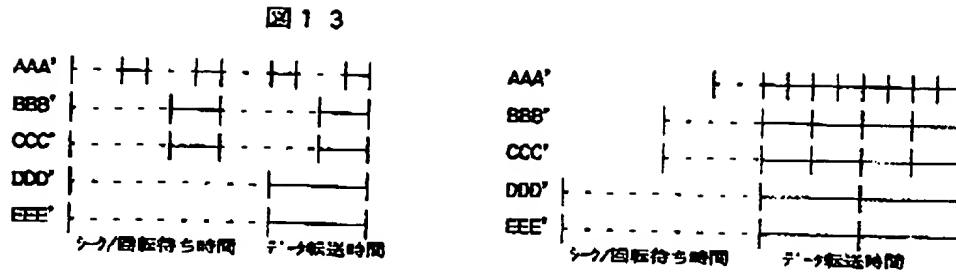 図13
AAA'
BBB'
CCC'
DDD'
EEE'
シーク/回転待ち時間 データ転送時間
AAA'
BBB'
CCC'
DDD'
EEE'
シーク/回転待ち時間 データ転送時間